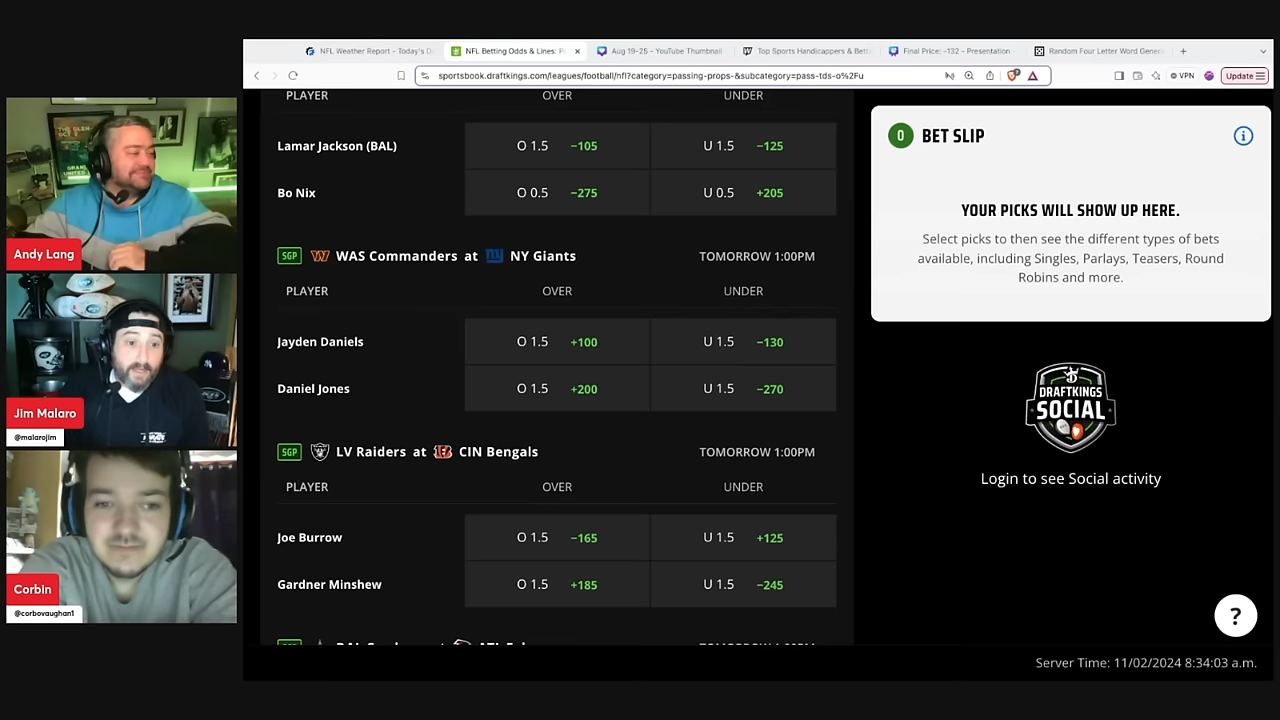 NFL Weather Report - Today's D
NFL Betting Odds & Lines: P
Aug 19-25 - YouTube Thumbnail
Top Sports Handicappers & Bett
Final Price: -132 - Presentation -
Random Four Letter Word Gener
sportsbook.draftkings.com/leagues/football/nfl?category=passing-props-&subcategory=pass-tds-o%2Fu
VPN
Update
PLAYER OVER UNDER
Lamar Jackson (BAL) O 1.5 −105 U 1.5 −125
Bo Nix O 0.5 −275 U 0.5 +205
SGP WAS Commanders at NY Giants TOMORROW 1:00PM
PLAYER OVER UNDER
Jayden Daniels O 1.5 +100 U 1.5 −130
Daniel Jones O 1.5 +200 U 1.5 −270
SGP LV Raiders at CIN Bengals TOMORROW 1:00PM
PLAYER OVER UNDER
Joe Burrow O 1.5 −165 U 1.5 +125
Gardner Minshew O 1.5 +185 U 1.5 −245
0 BET SLIP
YOUR PICKS WILL SHOW UP HERE.
Select picks to then see the different types of bets
available, including Singles, Parlays, Teasers, Round
Robins and more.
DRAFTKINGS
SOCIAL
Login to see Social activity
?
Server Time: 11/02/2024 8:34:03 a.m.
Andy Lang
Jim Malaro
@malarojim
Corbin
@corbovaughan1